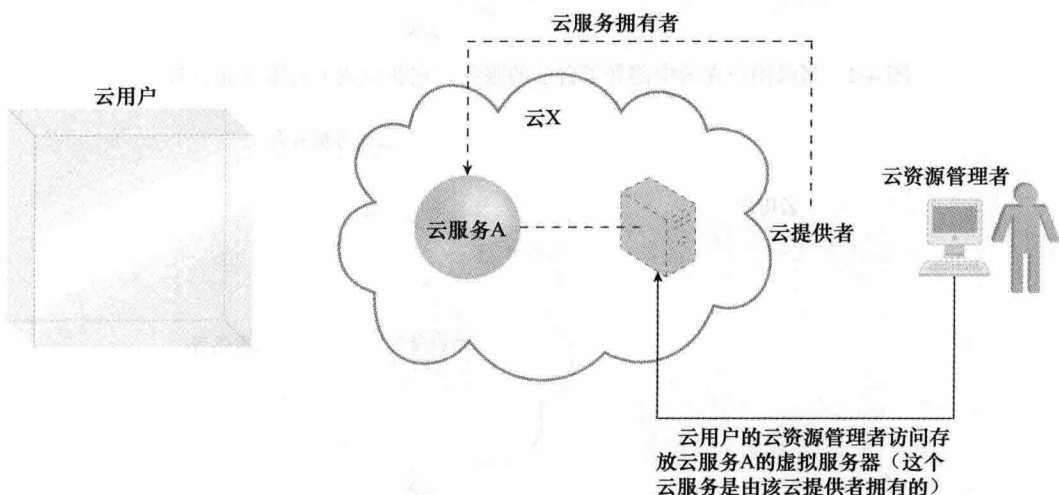 云服务拥有者
云用户
云X
云资源管理者
云服务A
云提供者
云用户的云资源管理者访问存
放云服务A的虚拟服务器（这个
云服务是由该云提供者拥有的）